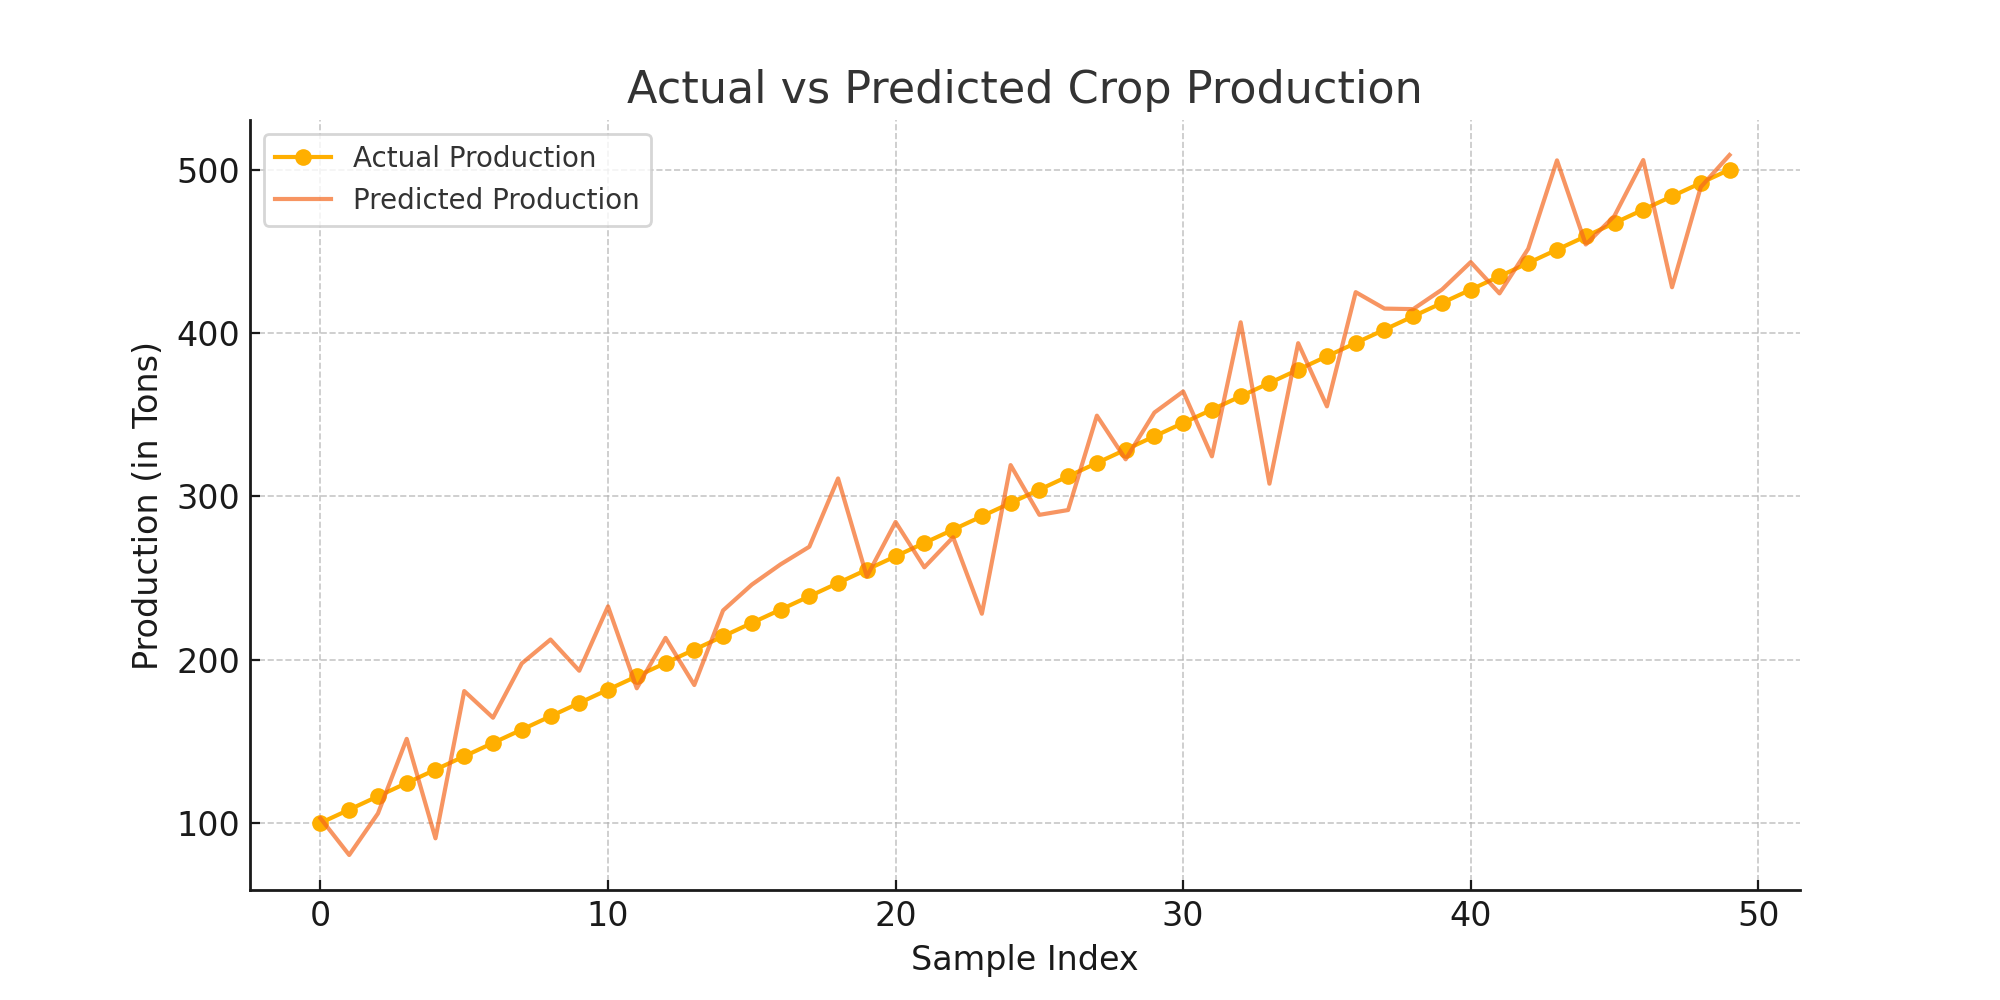 Actual vs Predicted Crop Production
Actual Production
Predicted Production
Production (in Tons)
500
400
300
200
100
0 10 20 30 40 50
Sample Index